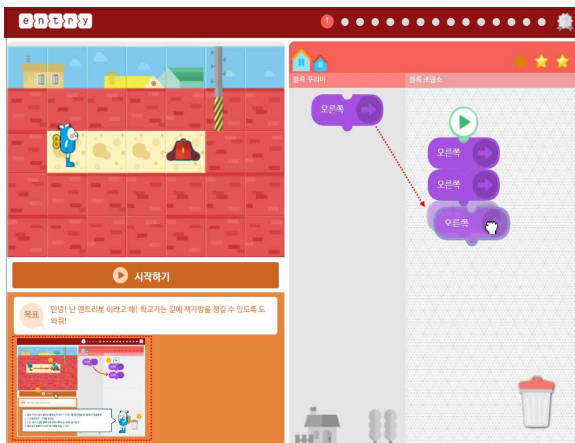 entry
1
블록 꾸러미
블록 조립소
오른쪽
오른쪽
오른쪽
오른쪽
시작하기
목표
안녕! 난 엔트리봇 이라고 해! 학교가는 길에 책가방을 챙길 수 있도록 도
와줘!